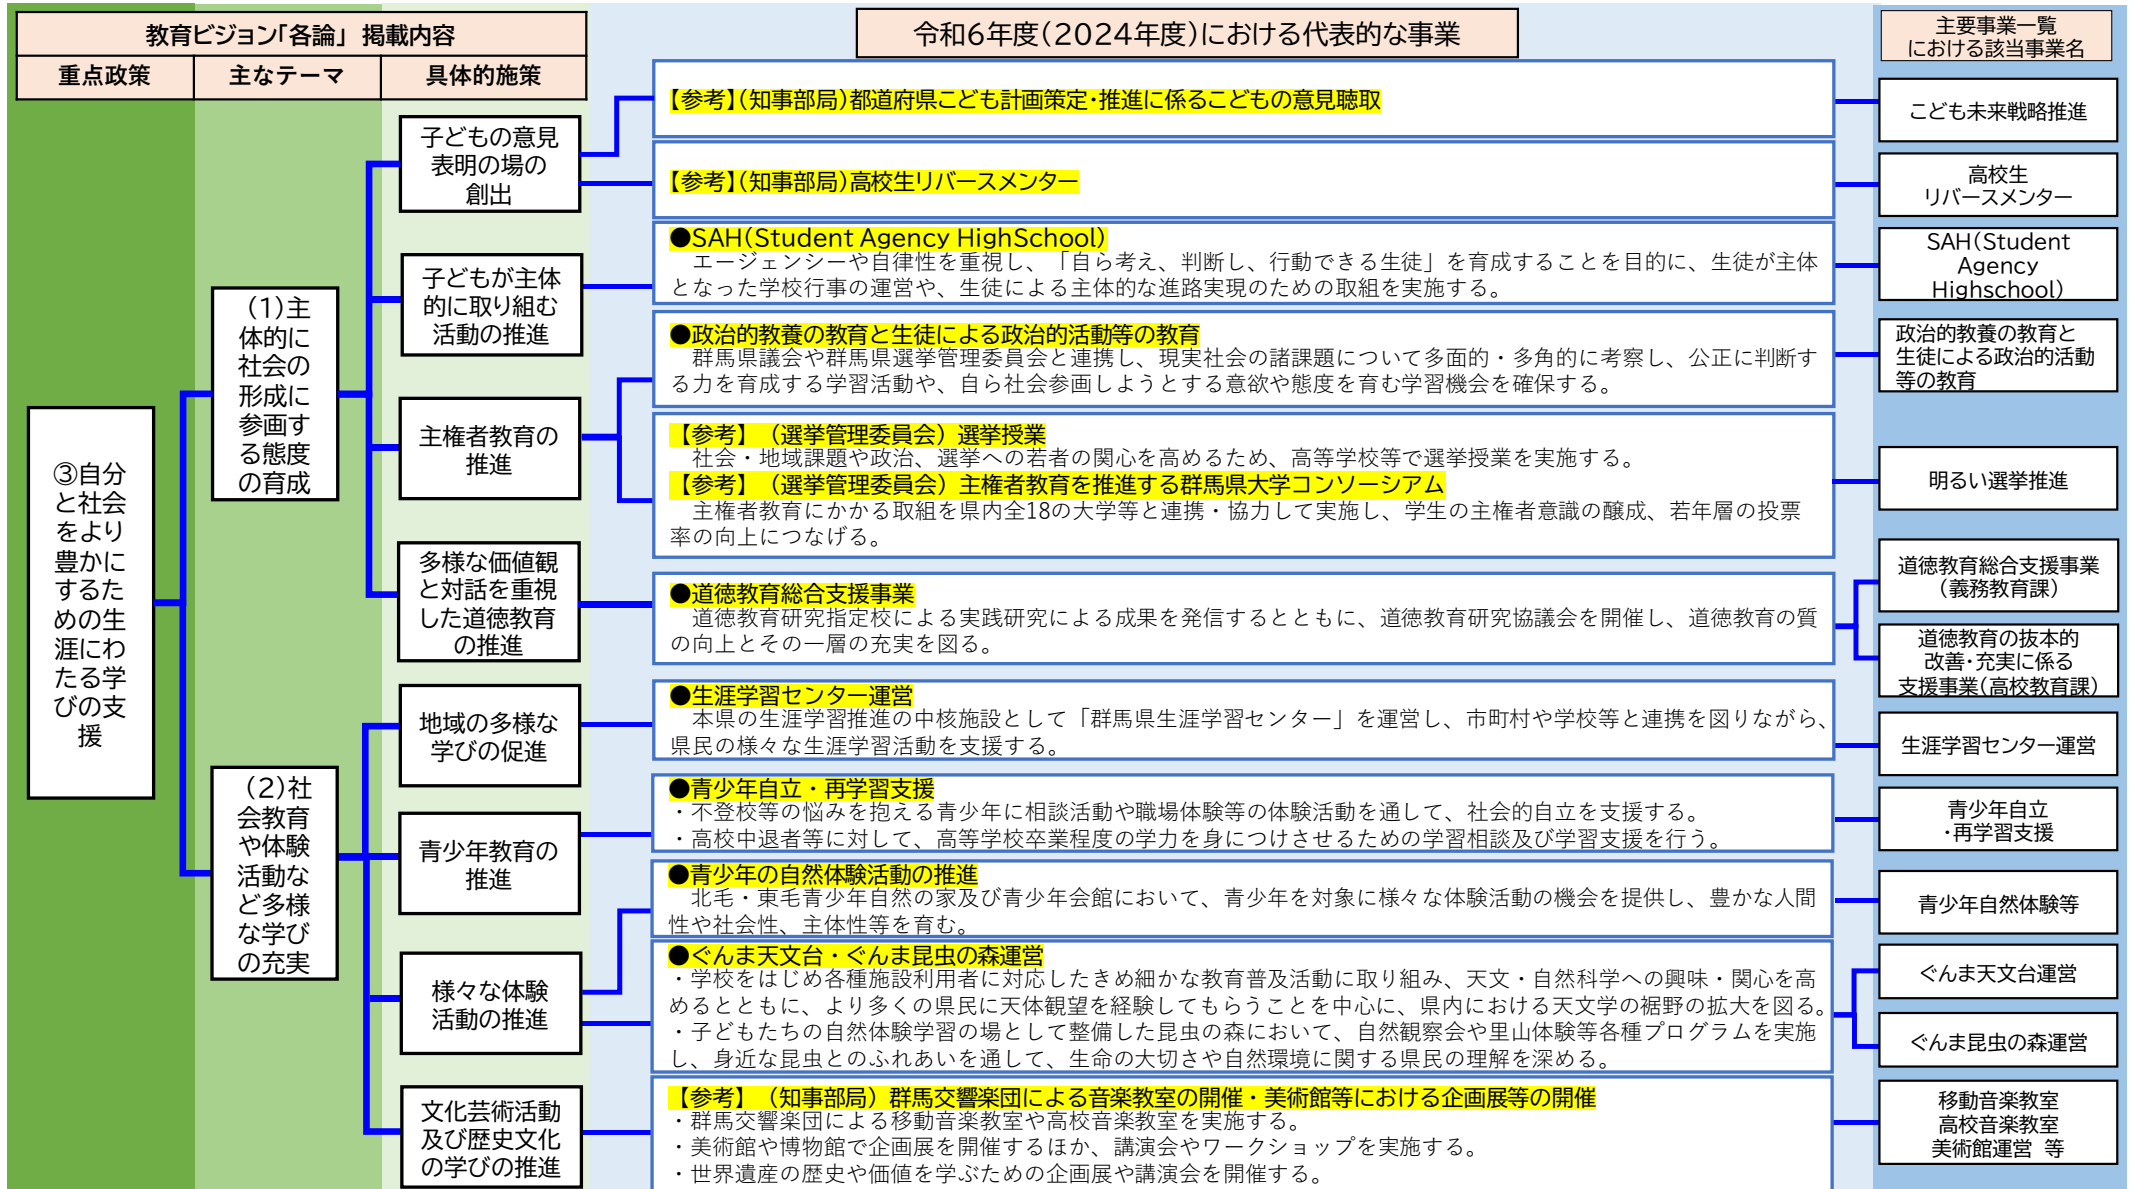 教育ビジョン「各論」 掲載内容
重点政策
主なテーマ
具体的施策
令和6年度(2024年度)における代表的な事業
主要事業一覧
における該当事業名
③自分
と社会
をより
豊かに
するた
めの生
涯にわ
たる学
びの支
援
(1)主
体的に
社会の
形成に
参画す
る態度
の育成
子どもの意見
表明の場の
創出
【参考】(知事部局)都道府県こども計画策定・推進に係るこどもの意見聴取
こども未来戦略推進
【参考】(知事部局)高校生リバースメンター
高校生
リバースメンター
子どもが主体
的に取り組む
活動の推進
●SAH(Student Agency HighSchool)
エージェンシーや自律性を重視し、「自ら考え、判断し、行動できる生徒」を育成することを目的に、生徒が主体
となった学校行事の運営や、生徒による主体的な進路実現のための取組を実施する。
SAH(Student
Agency
Highschool)
主権者教育の
推進
●政治的教養の教育と生徒による政治的活動等の教育
群馬県議会や群馬県選挙管理委員会と連携し、現実社会の諸課題について多面的・多角的に考察し、公正に判断す
る力を育成する学習活動や、自ら社会参画しようとする意欲や態度を育む学習機会を確保する。
政治的教養の教育と
生徒による政治的活動
等の教育
【参考】(選挙管理委員会)選挙授業
社会・地域課題や政治、選挙への若者の関心を高めるため、高等学校等で選挙授業を実施する。
【参考】(選挙管理委員会)主権者教育を推進する群馬県大学コンソーシアム
主権者教育にかかる取組を県内全18の大学等と連携・協力して実施し、学生の主権者意識の醸成、若年層の投票
率の向上につなげる。
明るい選挙推進
多様な価値観
と対話を重視
した道徳教育
の推進
●道徳教育総合支援事業
道徳教育研究指定校による実践研究による成果を発信するとともに、道徳教育研究協議会を開催し、道徳教育の質
の向上とその一層の充実を図る。
道徳教育総合支援事業
(義務教育課)
道徳教育の抜本的
改善・充実に係る
支援事業(高校教育課)
(2)社
会教育
や体験
活動な
ど多様
な学び
の充実
地域の多様な
学びの促進
●生涯学習センター運営
本県の生涯学習推進の中核施設として「群馬県生涯学習センター」を運営し、市町村や学校等と連携を図りながら、
県民の様々な生涯学習活動を支援する。
生涯学習センター運営
青少年教育の
推進
●青少年自立・再学習支援
・不登校等の悩みを抱える青少年に相談活動や職場体験等の体験活動を通して、社会的自立を支援する。
・高校中退者等に対して、高等学校卒業程度の学力を身につけさせるための学習相談及び学習支援を行う。
青少年自立
・再学習支援
様々な体験
活動の推進
●青少年の自然体験活動の推進
北毛・東毛青少年自然の家及び青少年会館において、青少年を対象に様々な体験活動の機会を提供し、豊かな人間
性や社会性、主体性等を育む。
青少年自然体験等
●ぐんま天文台・ぐんま昆虫の森運営
・学校をはじめ各種施設利用者に対応したきめ細かな教育普及活動に取り組み、天文・自然科学への興味・関心を高
めるとともに、より多くの県民に天体観望を経験してもらうことを中心に、県内における天文学の裾野の拡大を図る。
・子どもたちの自然体験学習の場として整備した昆虫の森において、自然観察会や里山体験等各種プログラムを実施
し、身近な昆虫とのふれあいを通して、生命の大切さや自然環境に関する県民の理解を深める。
ぐんま天文台運営
ぐんま昆虫の森運営
文化芸術活動
及び歴史文化
の学びの推進
【参考】(知事部局)群馬交響楽団による音楽教室の開催・美術館等における企画展等の開催
・群馬交響楽団による移動音楽教室や高校音楽教室を実施する。
・美術館や博物館で企画展を開催するほか、講演会やワークショップを実施する。
・世界遺産の歴史や価値を学ぶための企画展や講演会を開催する。
移動音楽教室
高校音楽教室
美術館運営 等